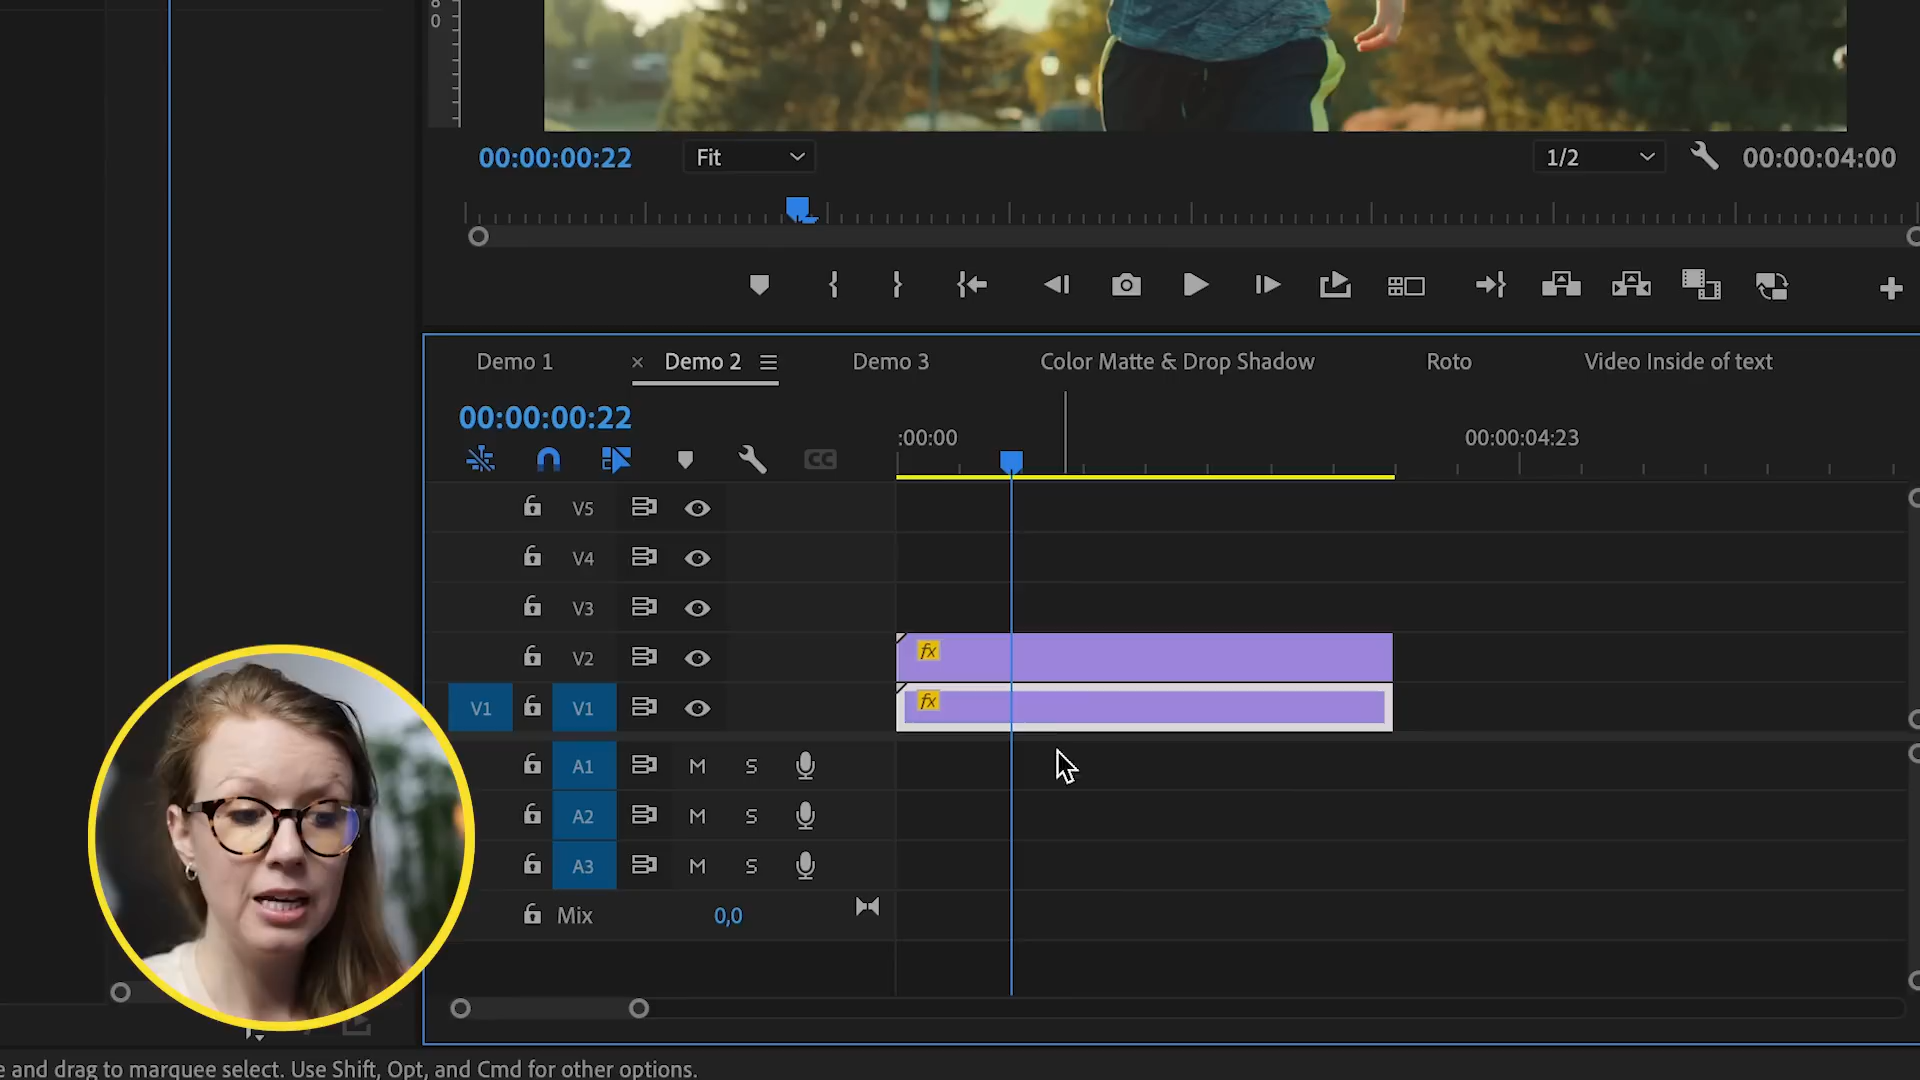 00:00:00:22 Fit 1/2 00:00:04:00
Demo 1 × Demo 2 Demo 3 Color Matte & Drop Shadow Roto Video Inside of text
00:00:00:22
:00:00 00:00:04:23
CC
V5
V4
V3
V2 fx
V1 V1 fx
A1 M S
A2 M S
A3 M S
Mix 0,0
e and drag to marquee select. Use Shift, Opt, and Cmd for other options.